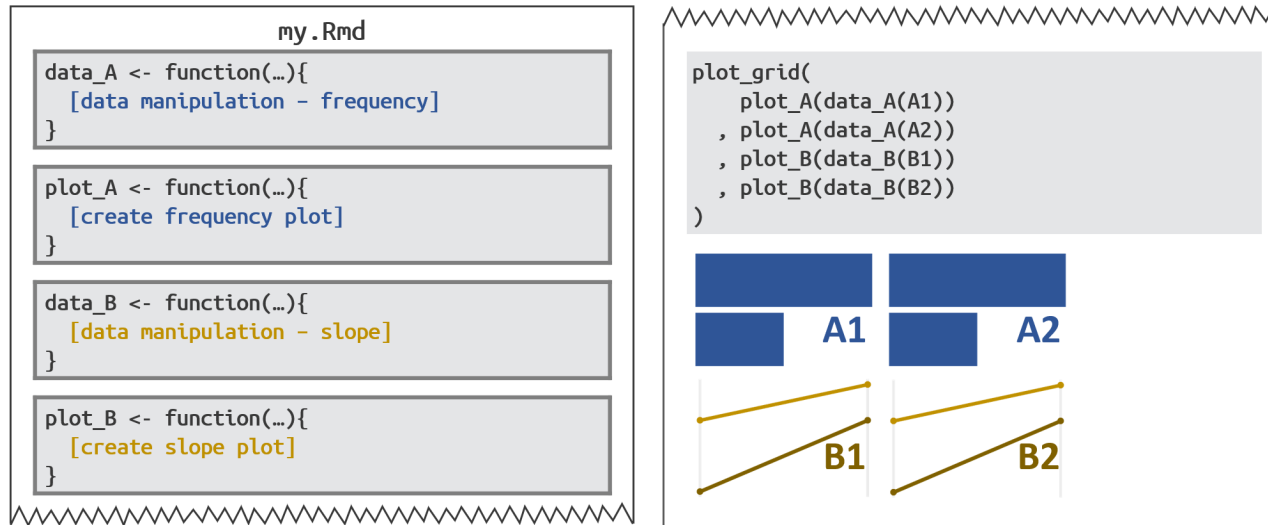 my.Rmd
data_A <- function(…){
  [data manipulation – frequency]
}
plot_A <- function(…){
  [create frequency plot]
}
data_B <- function(…){
  [data manipulation – slope]
}
plot_B <- function(…){
  [create slope plot]
}
plot_grid(
    plot_A(data_A(A1))
  , plot_A(data_A(A2))
  , plot_B(data_B(B1))
  , plot_B(data_B(B2))
)
A1 A2
B1 B2